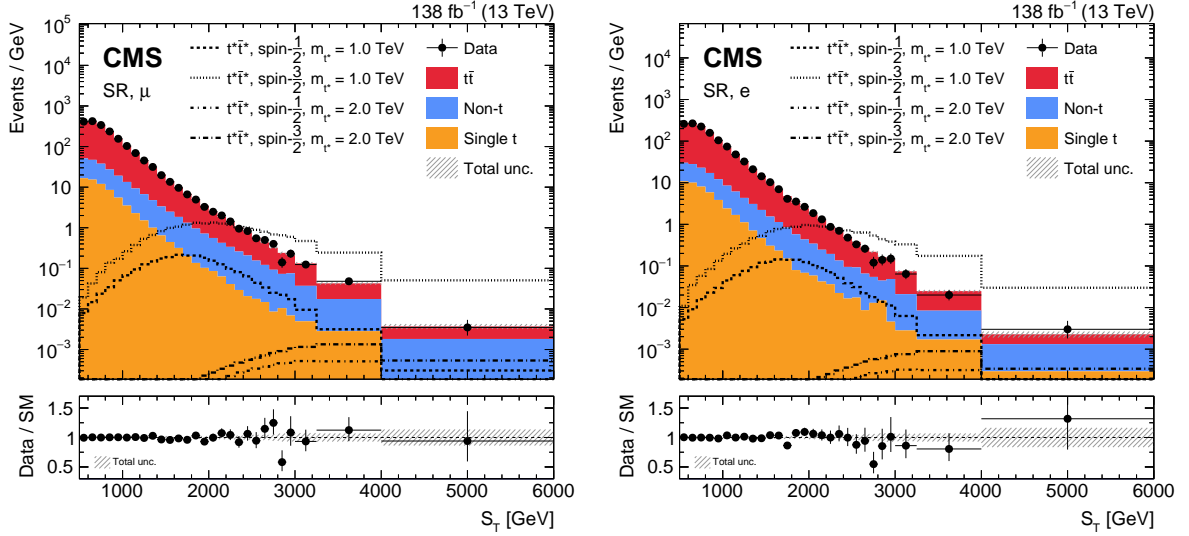 138 fb⁻¹ (13 TeV)
Events / GeV
10⁵
10⁴
10³
10²
10
1
10⁻¹
10⁻²
10⁻³
CMS
SR, μ
t*t̄*, spin-1/2, m_t* = 1.0 TeV
t*t̄*, spin-3/2, m_t* = 1.0 TeV
t*t̄*, spin-1/2, m_t* = 2.0 TeV
t*t̄*, spin-3/2, m_t* = 2.0 TeV
Data
tt̄
Non-t
Single t
Total unc.
Data / SM
1.5
1
0.5
Total unc.
1000 2000 3000 4000 5000 6000
S_T [GeV]
138 fb⁻¹ (13 TeV)
Events / GeV
10⁴
10³
10²
10
1
10⁻¹
10⁻²
10⁻³
CMS
SR, e
t*t̄*, spin-1/2, m_t* = 1.0 TeV
t*t̄*, spin-3/2, m_t* = 1.0 TeV
t*t̄*, spin-1/2, m_t* = 2.0 TeV
t*t̄*, spin-3/2, m_t* = 2.0 TeV
Data
tt̄
Non-t
Single t
Total unc.
Data / SM
1.5
1
0.5
Total unc.
1000 2000 3000 4000 5000 6000
S_T [GeV]